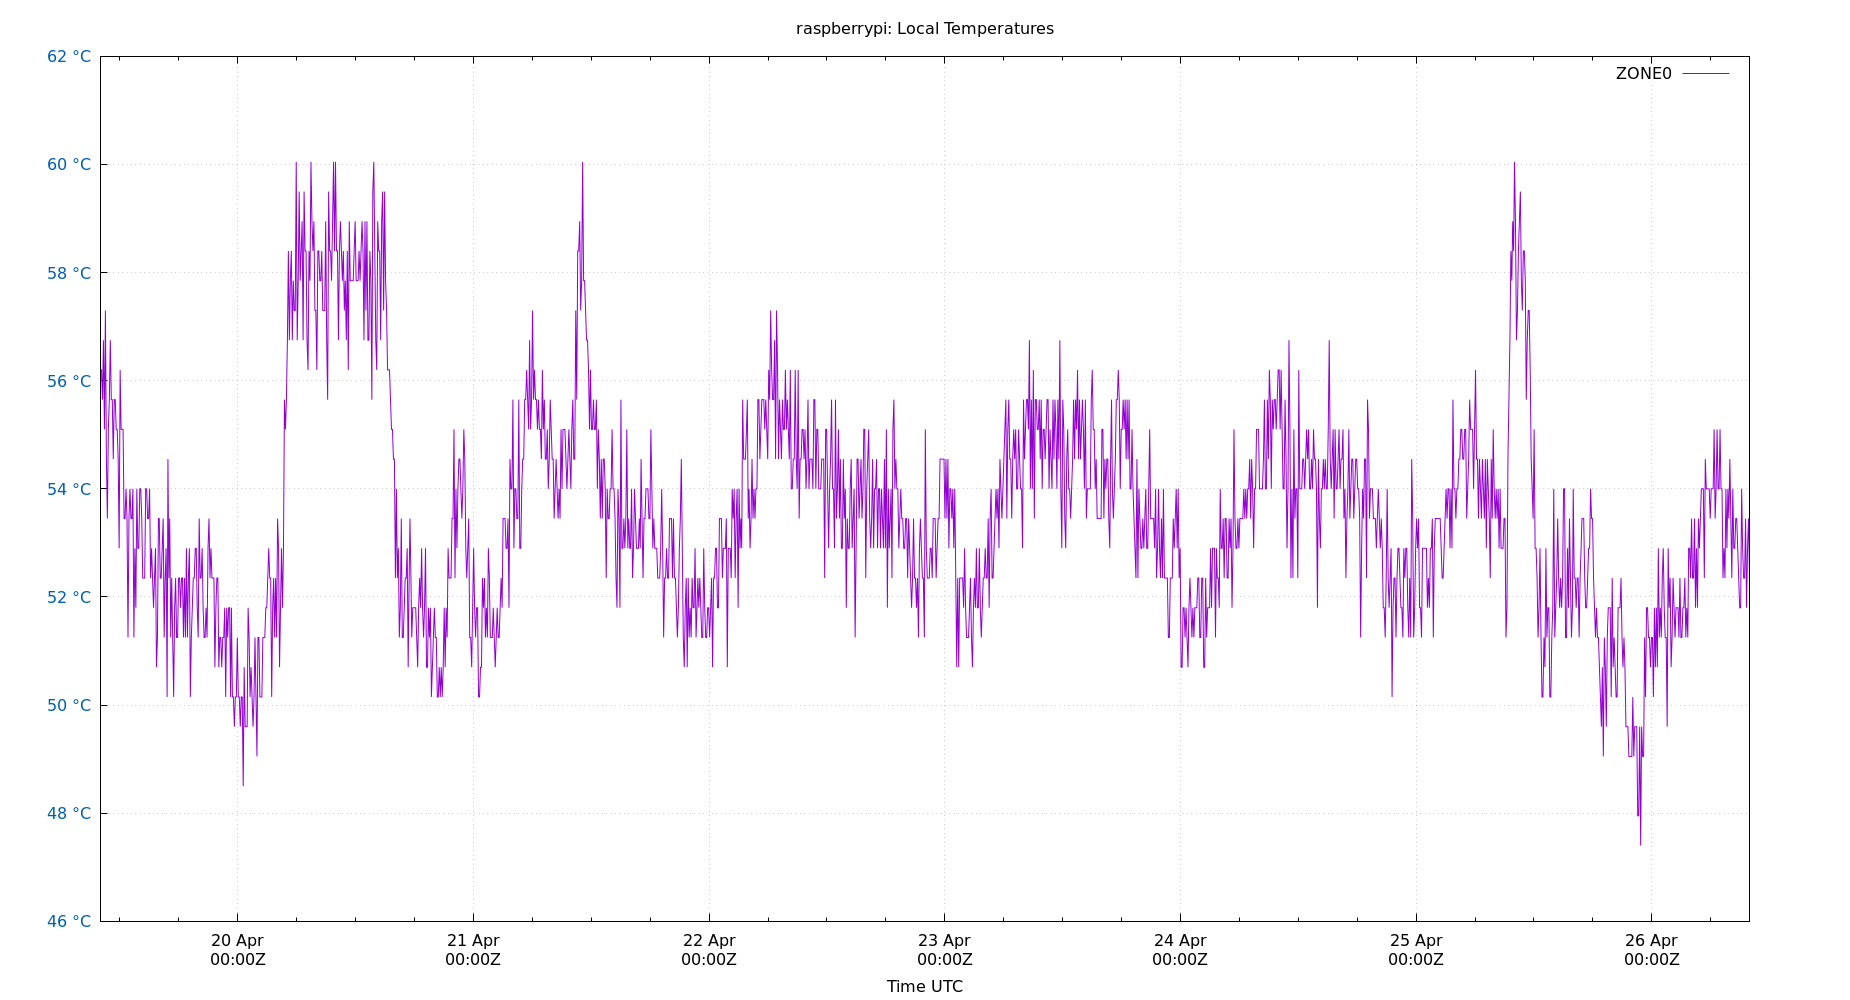 raspberrypi: Local Temperatures
62 °C
ZONE0
60 °C
58 °C
56 °C
54 °C
52 °C
50 °C
48 °C
46 °C
20 Apr 21 Apr 22 Apr 23 Apr 24 Apr 25 Apr 26 Apr
00:00Z 00:00Z 00:00Z 00:00Z 00:00Z 00:00Z 00:00Z
Time UTC